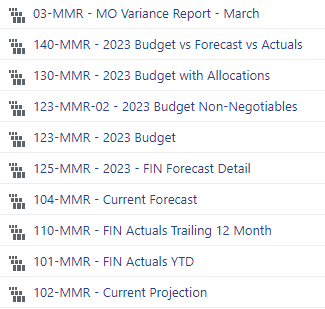 03-MMR - MO Variance Report - March
140-MMR - 2023 Budget vs Forecast vs Actuals
130-MMR - 2023 Budget with Allocations
123-MMR-02 - 2023 Budget Non-Negotiables
123-MMR - 2023 Budget
125-MMR - 2023 - FIN Forecast Detail
104-MMR - Current Forecast
110-MMR - FIN Actuals Trailing 12 Month
101-MMR - FIN Actuals YTD
102-MMR - Current Projection